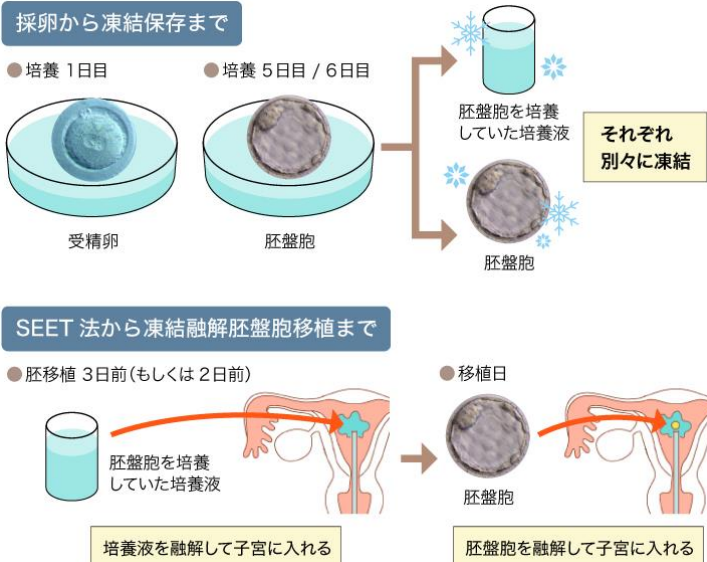 採卵から凍結保存まで
●培養 1日目
●培養 5日目 / 6日目
受精卵
胚盤胞
胚盤胞を培養
していた培養液
胚盤胞
それぞれ
別々に凍結
SEET 法から凍結融解胚盤胞移植まで
●胚移植 3日前(もしくは 2日前)
胚盤胞を培養
していた培養液
培養液を融解して子宮に入れる
●移植日
胚盤胞
胚盤胞を融解して子宮に入れる